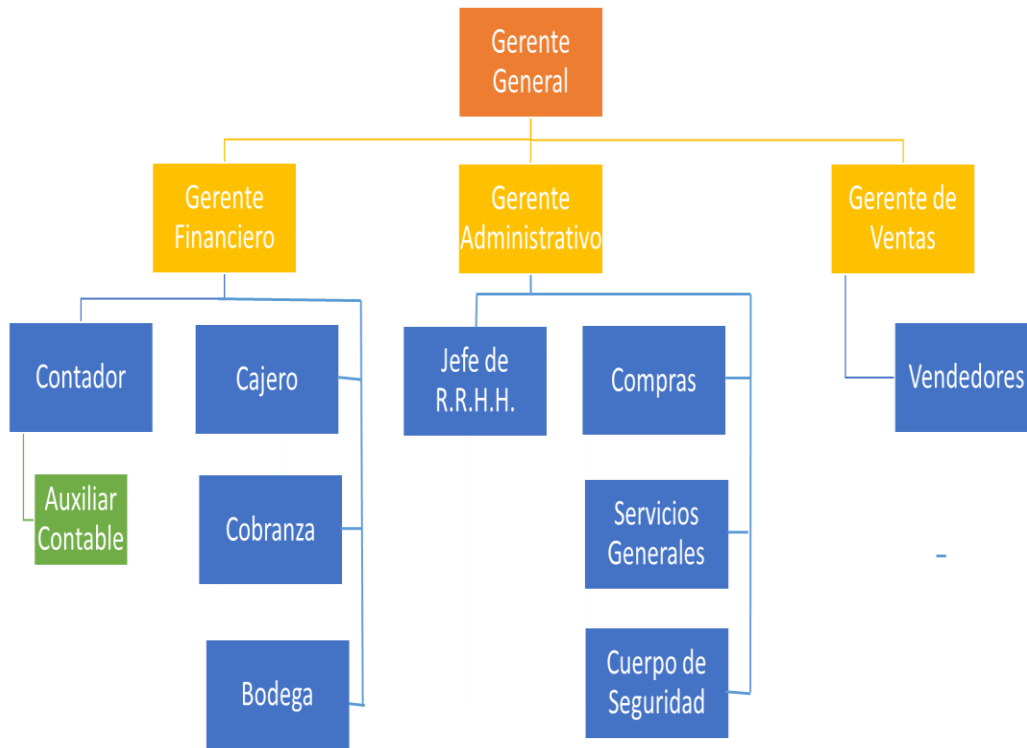 Gerente
General
Gerente
Financiero
Gerente
Administrativo
Gerente de
Ventas
Contador
Cajero
Jefe de
R.R.H.H.
Compras
Vendedores
Auxiliar
Contable
Cobranza
Servicios
Generales
Bodega
Cuerpo de
Seguridad